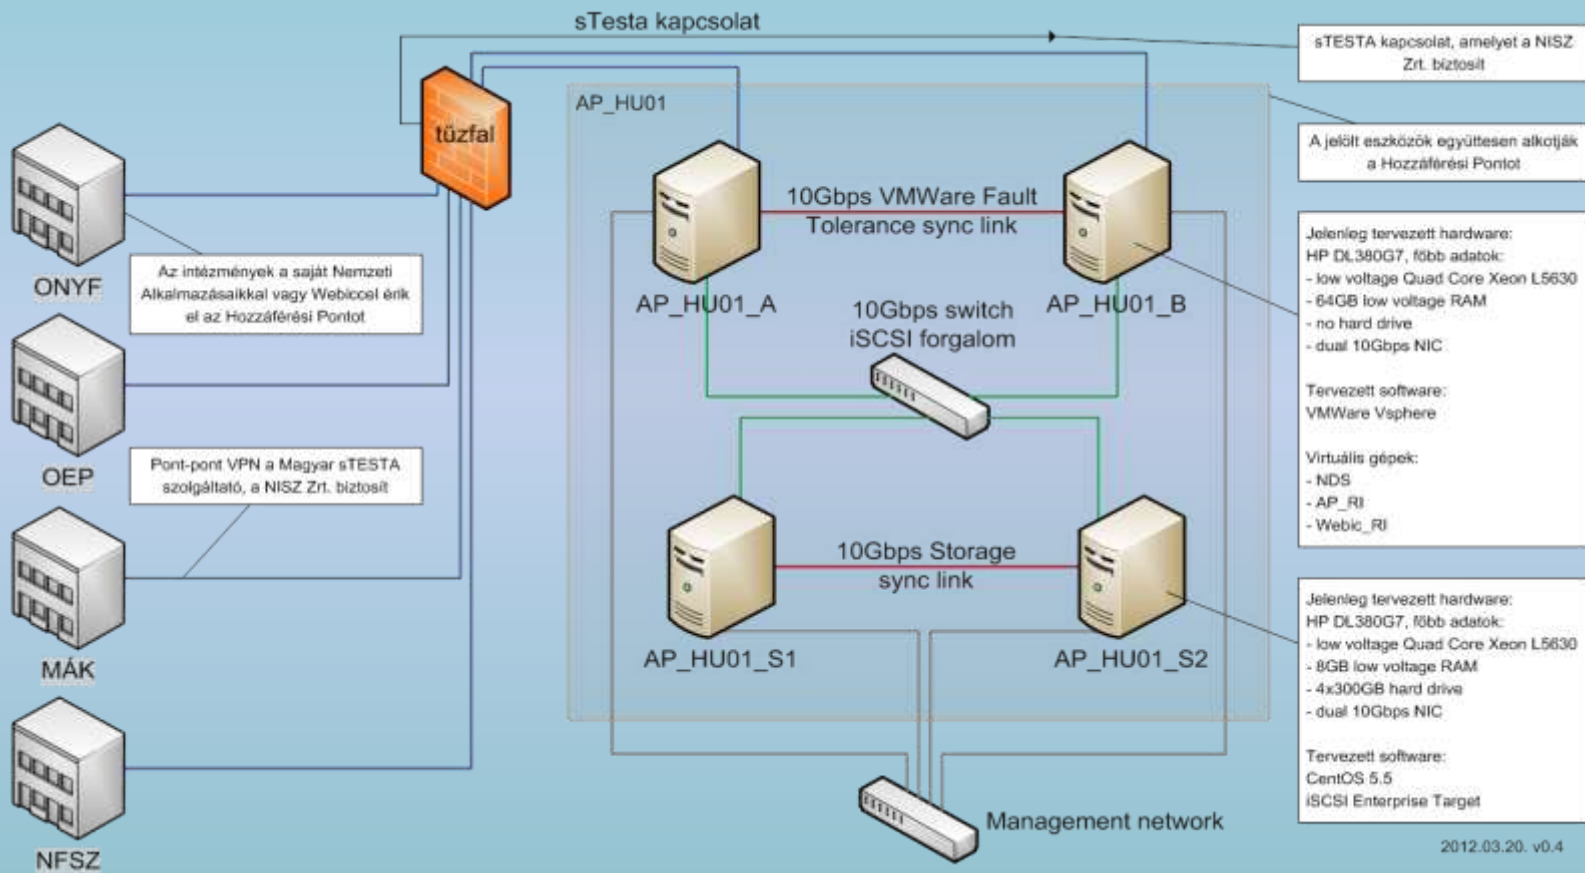 sTesta kapcsolat
sTESTA kapcsolat, amelyet a NISZ
Zrt. biztosít
tűzfal
AP_HU01
A jelölt eszközök együttesen alkotják
a Hozzáférési Pontot
ONYF
Az intézmények a saját Nemzeti
Alkalmazásaikkal vagy Webiccel érik
el az Hozzáférési Pontot
10Gbps VMWare Fault
Tolerance sync link
AP_HU01_A
AP_HU01_B
10Gbps switch
iSCSI forgalom
Jelenleg tervezett hardware:
HP DL380G7, főbb adatok:
- low voltage Quad Core Xeon L5630
- 64GB low voltage RAM
- no hard drive
- dual 10Gbps NIC
Tervezett software:
VMWare Vsphere
Virtuális gépek:
- NDS
- AP_RI
- Webic_RI
OEP
Pont-pont VPN a Magyar sTESTA
szolgáltató, a NISZ Zrt. biztosít
MÁK
10Gbps Storage
sync link
AP_HU01_S1
AP_HU01_S2
Jelenleg tervezett hardware:
HP DL380G7, főbb adatok:
- low voltage Quad Core Xeon L5630
- 8GB low voltage RAM
- 4x300GB hard drive
- dual 10Gbps NIC
Tervezett software:
CentOS 5.5
iSCSI Enterprise Target
NFSZ
Management network
2012.03.20. v0.4